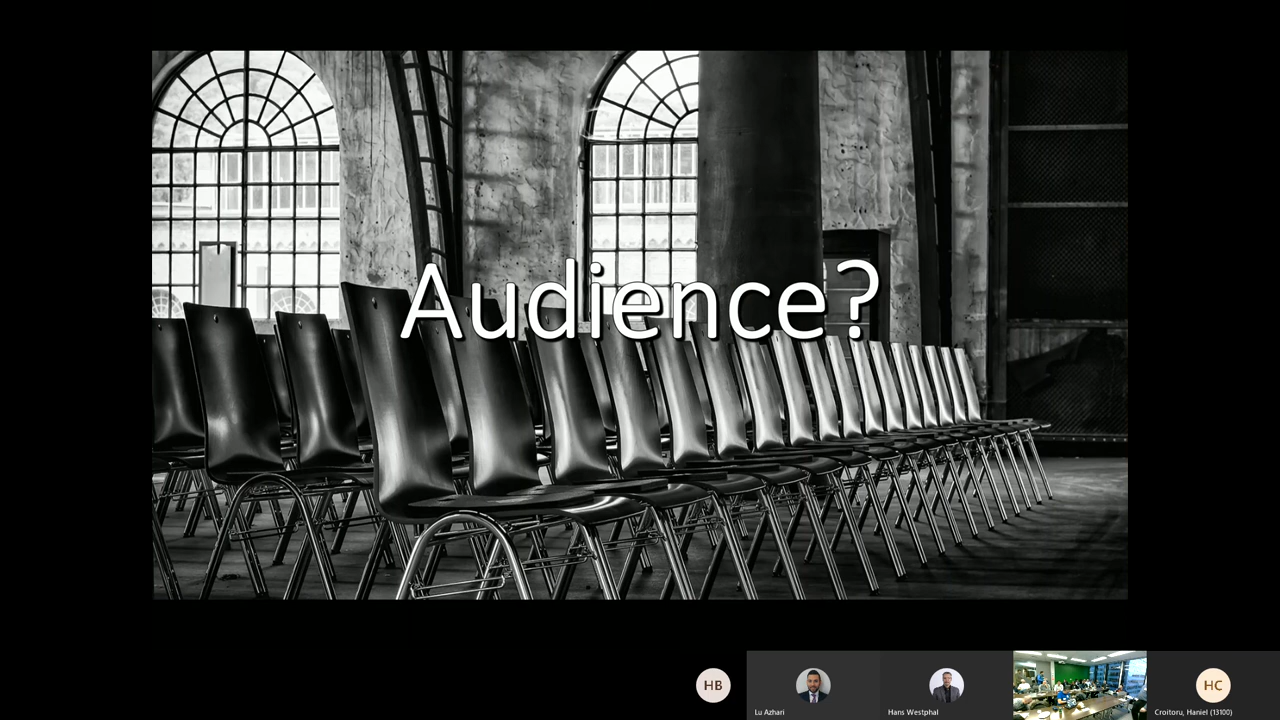 Audience?
HB
Lu Azhari
Hans Westphal
HC
Croitoru, Haniel (13100)